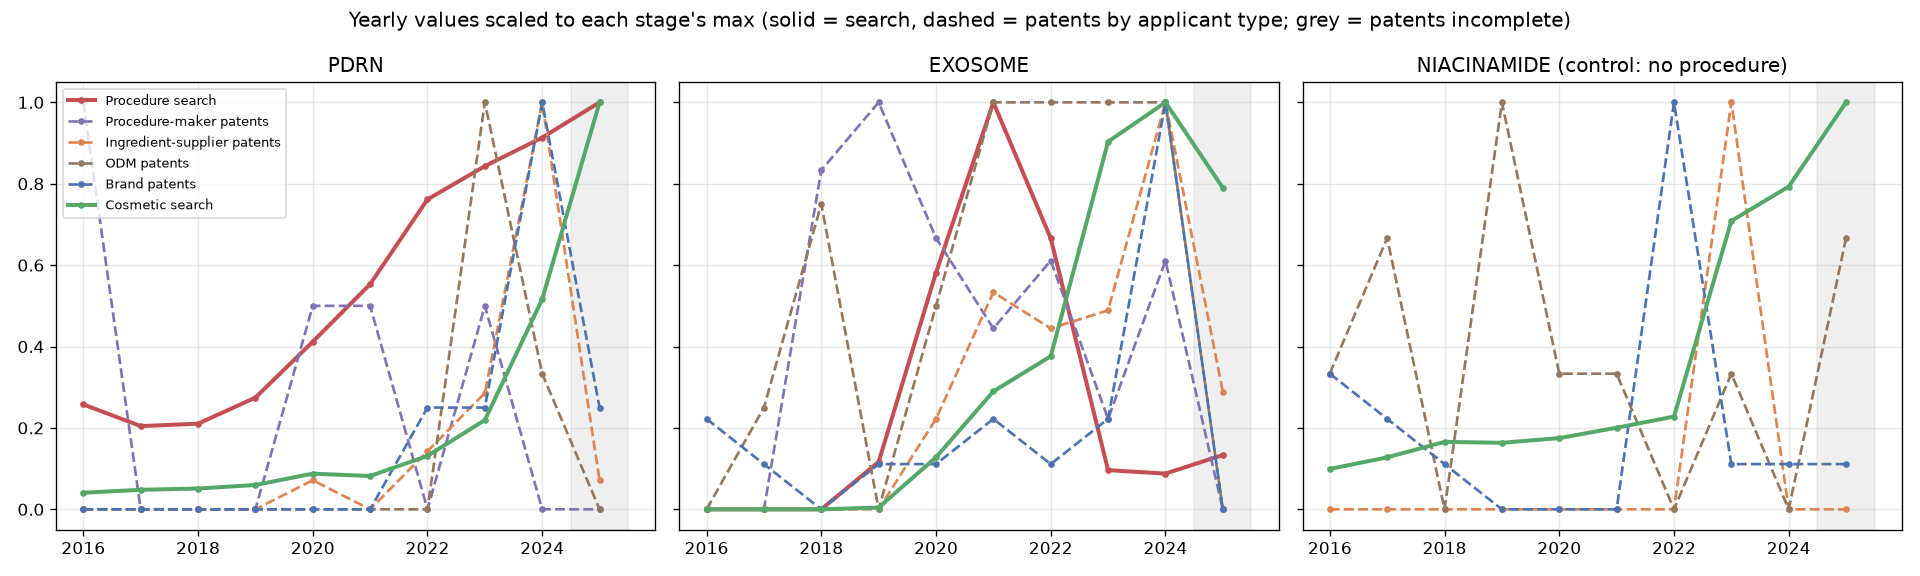 Yearly values scaled to each stage's max (solid = search, dashed = patents by applicant type; grey = patents incomplete)
PDRN
EXOSOME
NIACINAMIDE (control: no procedure)
Procedure search
Procedure-maker patents
Ingredient-supplier patents
ODM patents
Brand patents
Cosmetic search
1.0
0.8
0.6
0.4
0.2
0.0
2016 2018 2020 2022 2024
2016 2018 2020 2022 2024
2016 2018 2020 2022 2024